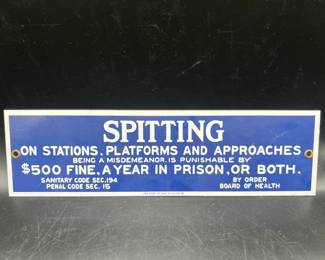 SPITTING
ON STATIONS, PLATFORMS AND APPROACHES
BEING A MISDEMEANOR, IS PUNISHABLE BY
$500 FINE, A YEAR IN PRISON, OR BOTH.
SANITARY CODE SEC. 194 BY ORDER
PENAL CODE SEC. 15 BOARD OF HEALTH